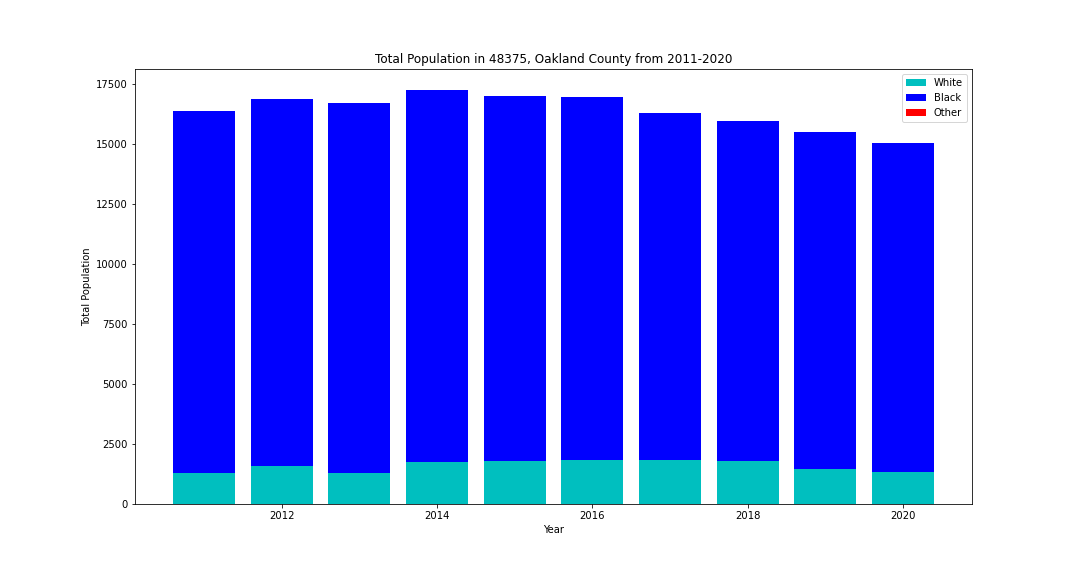 Total Population in 48375, Oakland County from 2011-2020
17500
15000
12500
10000
7500
5000
2500
0
Total Population
White
Black
Other
2012 2014 2016 2018 2020
Year